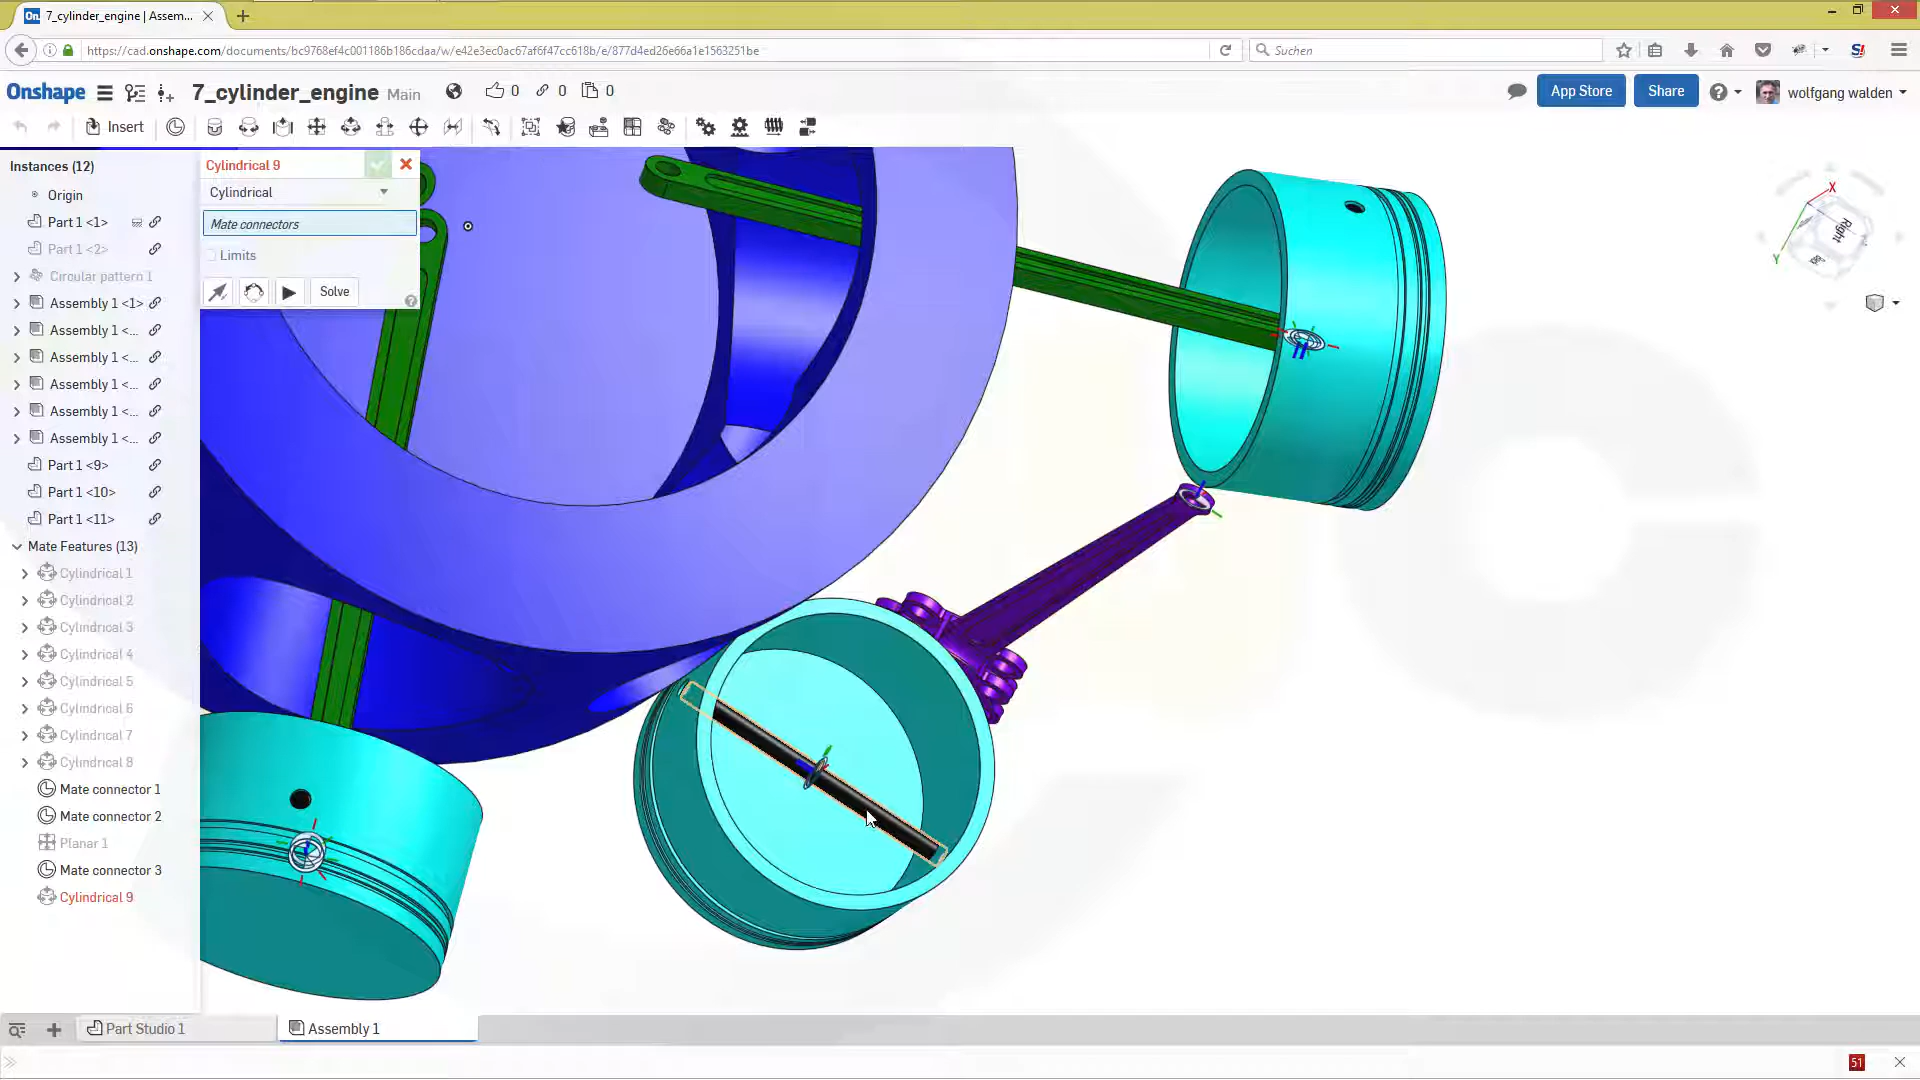 7_cylinder_engine | Assem...
https://cad.onshape.com/documents/bc9768ef4c001186b186cdaa/w/e42e3ec0ac67af6f47cc618b/e/877d4ed26e66a1e1563251be
Suchen
Onshape
7_cylinder_engine Main
0
0
0
App Store
Share
wolfgang walden
Insert
Instances (12)
Origin
Part 1 <1>
Part 1 <2>
Circular pattern 1
Assembly 1 <1>
Assembly 1 <...
Assembly 1 <...
Assembly 1 <...
Assembly 1 <...
Assembly 1 <...
Part 1 <9>
Part 1 <10>
Part 1 <11>
Mate Features (13)
Cylindrical 1
Cylindrical 2
Cylindrical 3
Cylindrical 4
Cylindrical 5
Cylindrical 6
Cylindrical 7
Cylindrical 8
Mate connector 1
Mate connector 2
Planar 1
Mate connector 3
Cylindrical 9
Cylindrical 9
Cylindrical
Mate connectors
Limits
Solve
X
Right
Y
Part Studio 1
Assembly 1
51